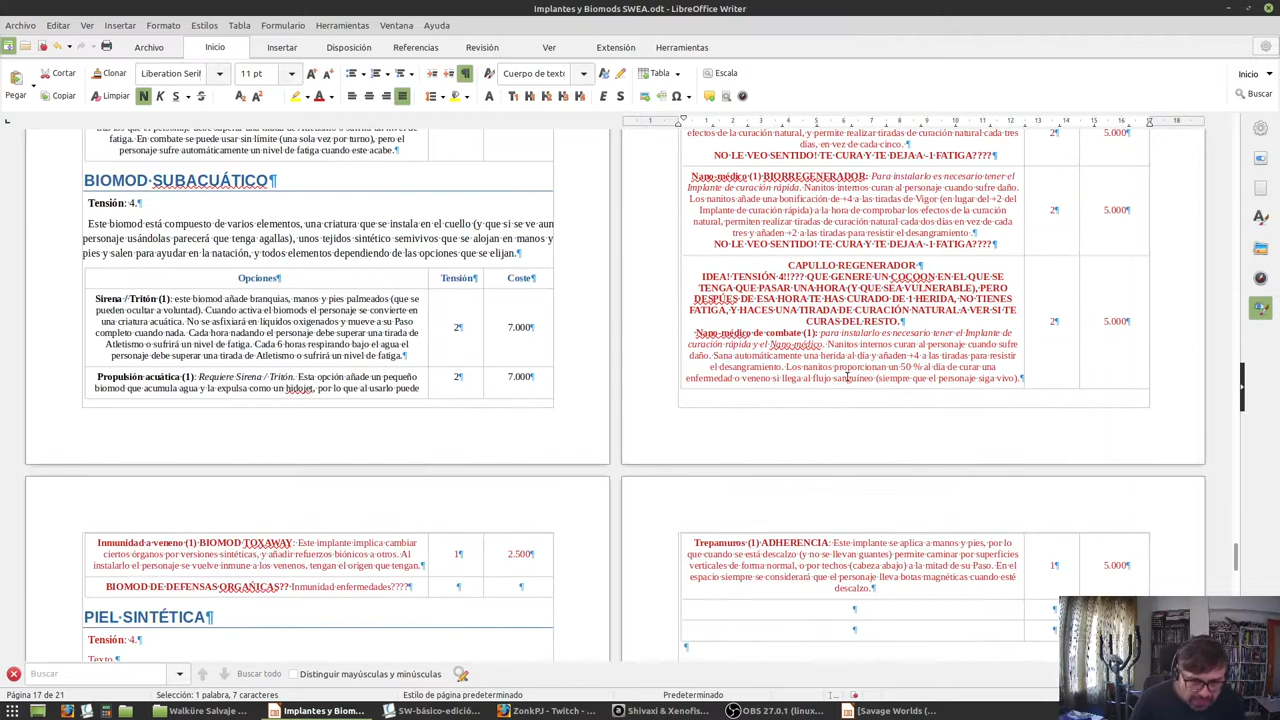 Implantes y Biomods SWEA.odt - LibreOffice Writer
Archivo Editar Ver Insertar Formato Estilos Tabla Formulario Herramientas Ventana Ayuda
Archivo Inicio Insertar Disposición Referencias Revisión Ver Extensión Herramientas
Pegar Cortar Copiar Clonar Limpiar Liberation Serif 11 pt Cuerpo de texto Tabla Escala Inicio Buscar
fatiga. En combate se puede usar sin límite (una sola vez por turno), pero el
personaje sufre automáticamente un nivel de fatiga cuando este acabe.
BIOMOD SUBACUÁTICO
Tensión: 4.
Este biomod está compuesto de varios elementos, una criatura que se instala en el cuello (y que si se ve aun
personaje usándolas parecerá que tenga agallas), unos tejidos sintético semivivos que se alojan en manos y
pies y salen para ayudar en la natación, y todos elementos dependiendo de las opciones que se elijan.
Opciones Tensión Coste
Sirena / Tritón (1): este biomod añade branquias, manos y pies palmeados (que se
pueden ocultar a voluntad). Cuando activa el biomods el personaje se convierte en
una criatura acuática. No se asfixiará en líquidos oxigenados y mueve a su Paso
completo cuando nada. Cada hora nadando el personaje debe superar una tirada de
Atletismo o sufrirá un nivel de fatiga. Cada 6 horas respirando bajo el agua el
personaje debe superar una tirada de Atletismo o sufrirá un nivel de fatiga.
2 7.000
Propulsión acuática (1): Requiere Sirena / Tritón. Esta opción añade un pequeño
biomod que acumula agua y la expulsa como un hidojet, por lo que al usarlo puede
2 7.000
Inmunidad a veneno (1) BIOMOD TOXAWAY: Este implante implica cambiar
ciertos órganos por versiones sintéticas, y añadir refuerzos biónicos a otros. Al
instalarlo el personaje se vuelve inmune a los venenos, tengan el origen que tengan.
1 2.500
BIOMOD DE DEFENSAS ORGÁNICAS?? Inmunidad enfermedades????
PIEL SINTÉTICA
Tensión: 4.
Texto.
efectos de la curación natural, y permite realizar tiradas de curación natural cada tres
días, en vez de cada cinco.
NO LE VEO SENTIDO! TE CURA Y TE DEJA A -1 FATIGA????
2 5.000
Nano-médico (1) BIORREGENERADOR: Para instalarlo es necesario tener el
Implante de curación rápida. Nanitos internos curan al personaje cuando sufre daño.
Los nanitos añade una bonificación de +4 a las tiradas de Vigor (en lugar del +2 del
Implante de curación rápida) a la hora de comprobar los efectos de la curación
natural, permiten realizar tiradas de curación natural cada dos días en vez de cada
tres y añaden +2 a las tiradas para resistir el desangramiento.
NO LE VEO SENTIDO! TE CURA Y TE DEJA A -1 FATIGA????
2 5.000
CAPULLO REGENERADOR
IDEA! TENSIÓN 4!!??? QUE GENERE UN COCOON EN EL QUE SE
TENGA QUE PASAR UNA HORA (Y QUE SEA VULNERABLE), PERO
DESPÚES DE ESA HORA TE HAS CURADO DE 1 HERIDA, NO TIENES
FATIGA, Y HACES UNA TIRADA DE CURACIÓN NATURAL A VER SI TE
CURAS DEL RESTO.
Nano-médico de combate (1): para instalarlo es necesario tener el Implante de
curación rápida y el Nano-médico. Nanitos internos curan al personaje cuando sufre
daño. Sana automáticamente una herida al día y añaden +4 a las tiradas para resistir
el desangramiento. Los nanitos proporcionan un 50 % al día de curar una
enfermedad o veneno si llega al flujo sanguíneo (siempre que el personaje siga vivo).
2 5.000
Trepamuros (1) ADHERENCIA: Este implante se aplica a manos y pies, por lo
que cuando se está descalzo (y no se llevan guantes) permite caminar por superficies
verticales de forma normal, o por techos (cabeza abajo) a la mitad de su Paso. En el
espacio siempre se considerará que el personaje lleva botas magnéticas cuando esté
descalzo.
1 5.000
Buscar Buscar todo Distinguir mayúsculas y minúsculas
Página 17 de 21 Selección: 1 palabra, 7 caracteres Estilo de página predeterminado Predeterminado
Walküre Salvaje Implantes y Biom... SW-básico-edició... ZonkPJ - Twitch - ... Shivaxi & Xenofis... OBS 27.0.1 (linux... [Savage Worlds (...